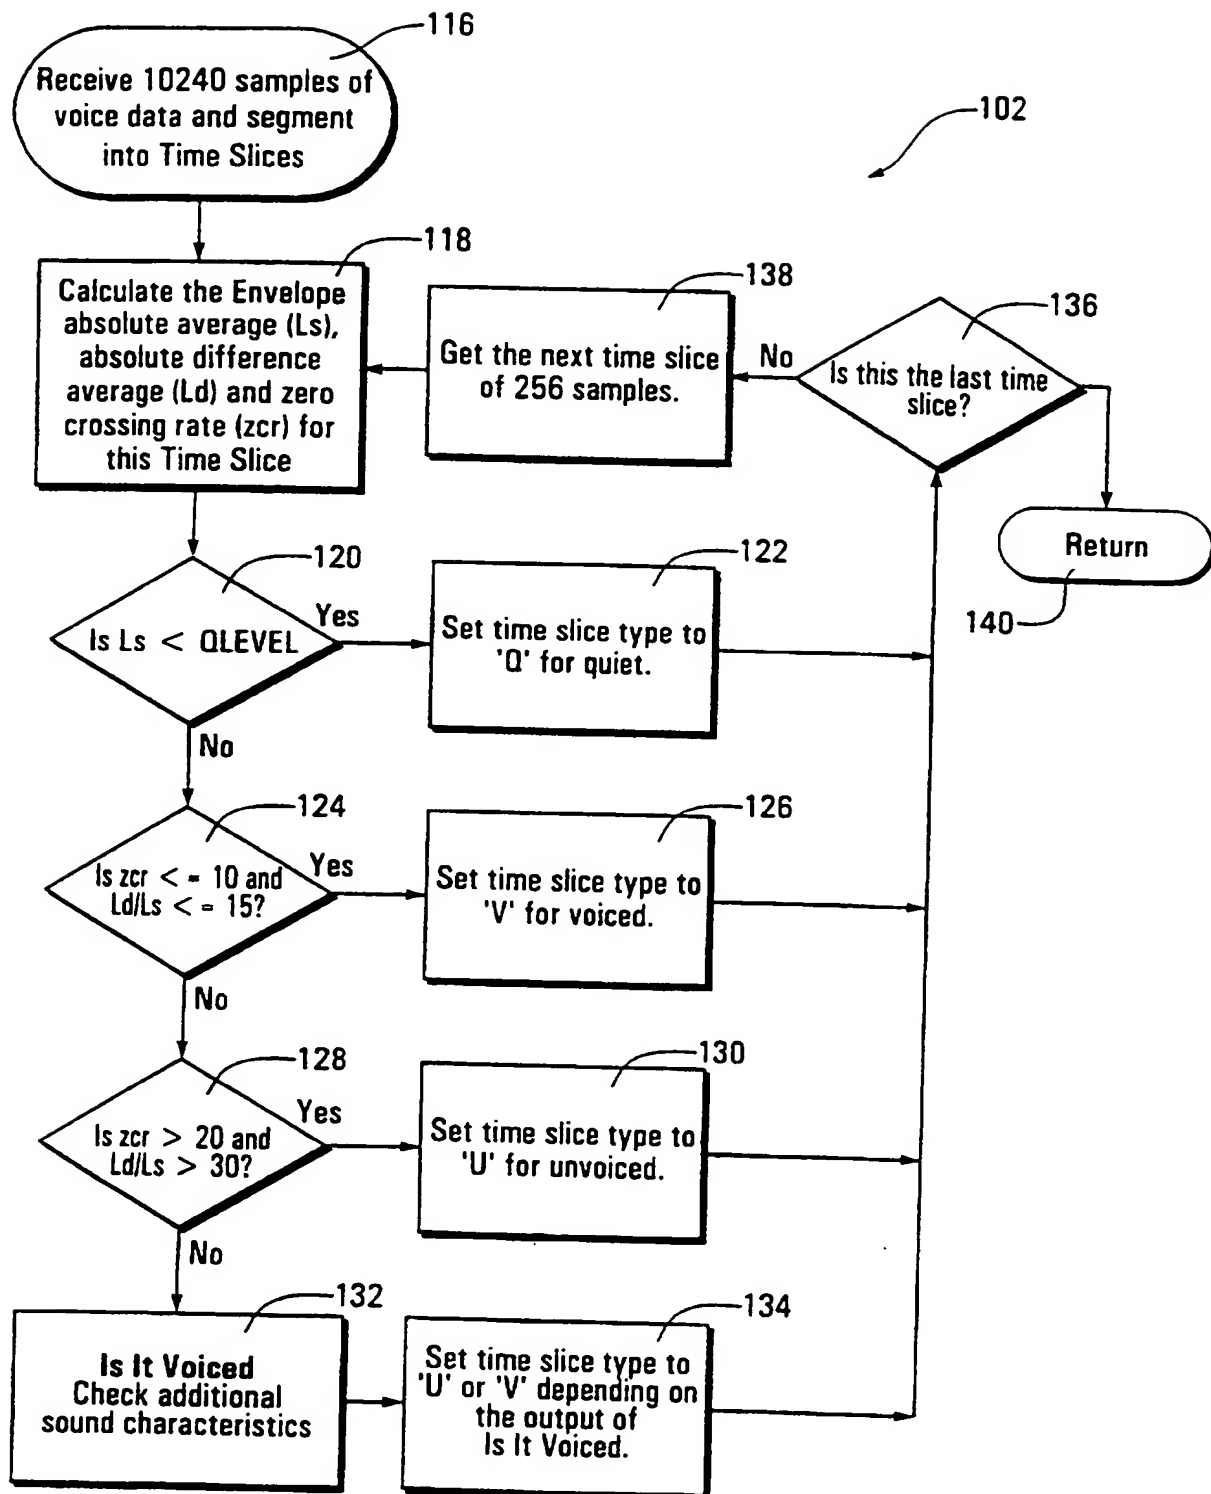 116
Receive 10240 samples of
voice data and segment
into Time Slices
102
118
Calculate the Envelope
absolute average (Ls),
absolute difference
average (Ld) and zero
crossing rate (zcr) for
this Time Slice
138
Get the next time slice
of 256 samples.
No
136
Is this the last time
slice?
Return
140
120
Is Ls < QLEVEL
Yes
No
122
Set time slice type to
'Q' for quiet.
124
Is zcr < = 10 and
Ld/Ls < = 15?
Yes
No
126
Set time slice type to
'V' for voiced.
128
Is zcr > 20 and
Ld/Ls > 30?
Yes
No
130
Set time slice type to
'U' for unvoiced.
132
Is It Voiced
Check additional
sound characteristics
134
Set time slice type to
'U' or 'V' depending on
the output of
Is It Voiced.